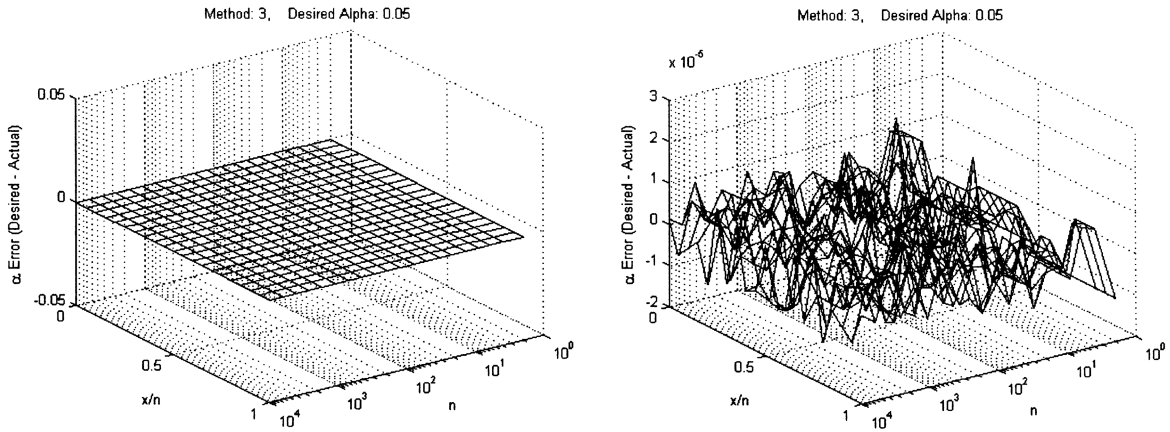 Method: 3, Desired Alpha: 0.05
0.05
0
-0.05
α Error (Desired - Actual)
0
0.5
1
x/n
10^4
10^3
10^2
10^1
10^0
n
Method: 3, Desired Alpha: 0.05
x 10^-5
3
2
1
0
-1
-2
α Error (Desired - Actual)
0
0.5
1
x/n
10^4
10^3
10^2
10^1
10^0
n